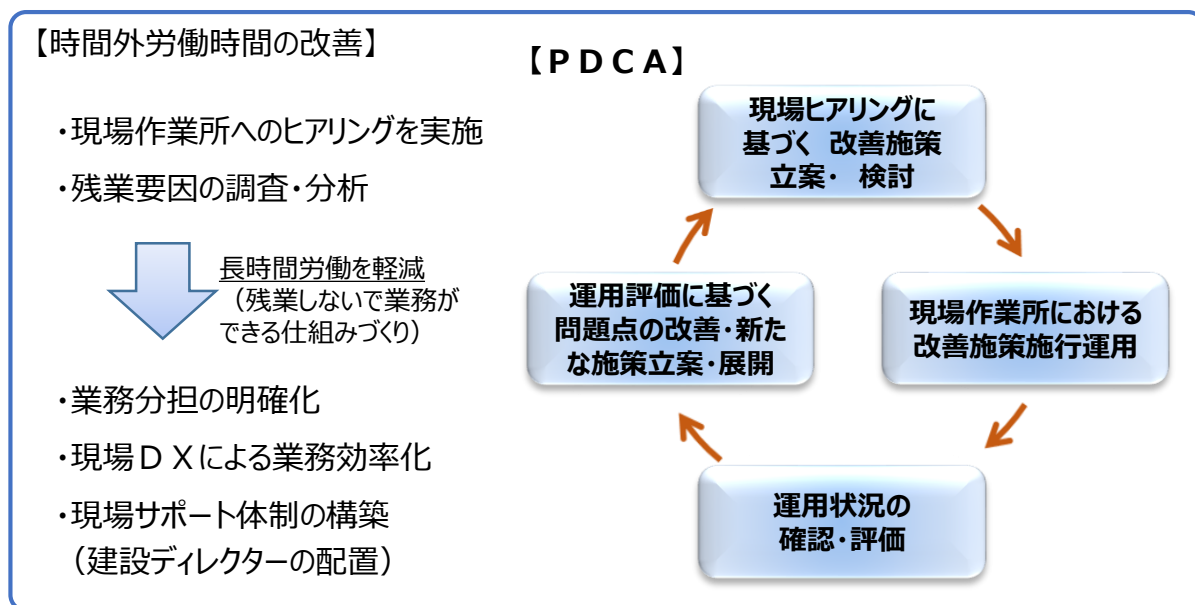 【時間外労働時間の改善】
・現場作業所へのヒアリングを実施
・残業要因の調査・分析
長時間労働を軽減
（残業しないで業務が
できる仕組みづくり）
・業務分担の明確化
・現場ＤＸによる業務効率化
・現場サポート体制の構築
（建設ディレクターの配置）
【ＰＤＣＡ】
現場ヒアリングに
基づく 改善施策
立案・ 検討
現場作業所における
改善施策施行運用
運用状況の
確認・評価
運用評価に基づく
問題点の改善・新た
な施策立案・展開